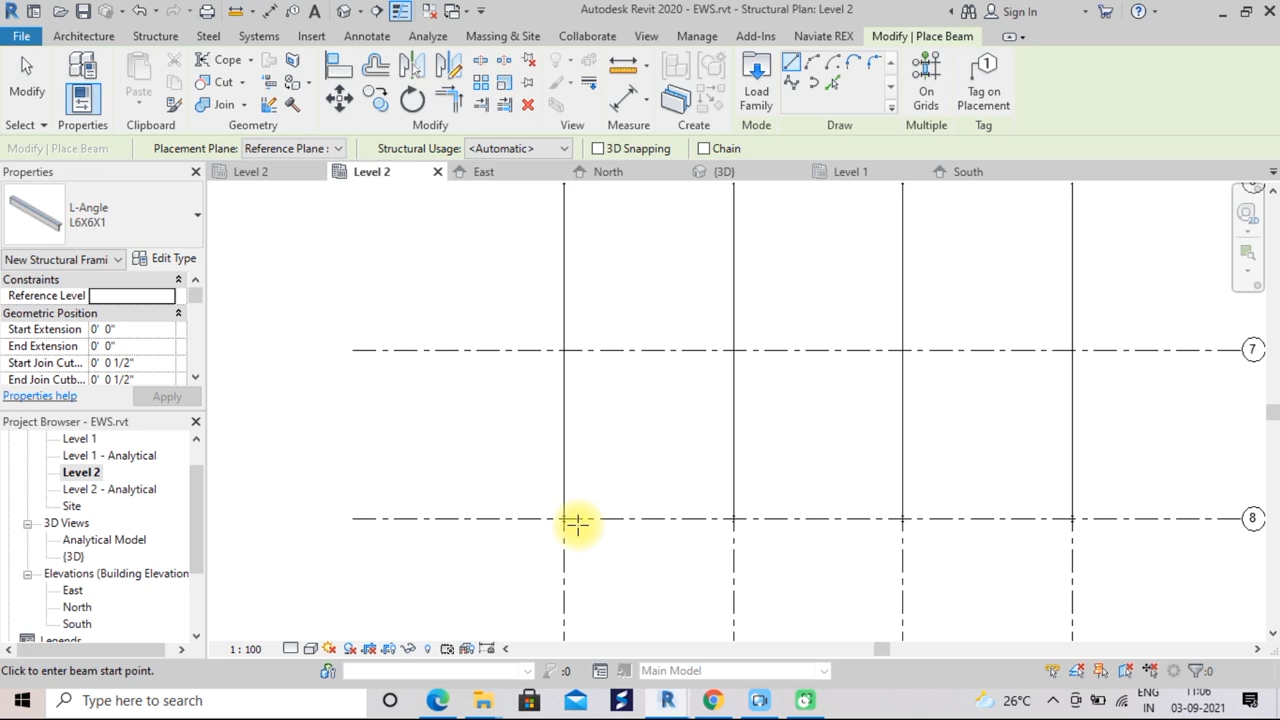 Autodesk Revit 2020 - EWS.rvt - Structural Plan: Level 2
Sign In
File Architecture Structure Steel Systems Insert Annotate Analyze Massing & Site Collaborate View Manage Add-Ins Naviate REX Modify | Place Beam
Cope
Cut
Join
Modify
Paste
Load
Family
On
Grids
Tag on
Placement
Select Properties Clipboard Geometry Modify View Measure Create Mode Draw Multiple Tag
Modify | Place Beam Placement Plane: Reference Plane : Structural Usage: <Automatic> 3D Snapping Chain
Properties
Level 2 Level 2 East North {3D} Level 1 South
L-Angle
L6X6X1
New Structural Frami Edit Type
Constraints
Reference Level
Geometric Position
Start Extension 0' 0"
End Extension 0' 0"
Start Join Cut... 0' 0 1/2"
End Join Cutb... 0' 0 1/2"
Properties help Apply
Project Browser - EWS.rvt
Level 1
Level 1 - Analytical
Level 2
Level 2 - Analytical
Site
3D Views
Analytical Model
{3D}
Elevations (Building Elevation
East
North
South
Legends
2D
7
8
1 : 100
Click to enter beam start point.
:0
Main Model
:0
Type here to search
26°C
ENG
IN
11:06
03-09-2021